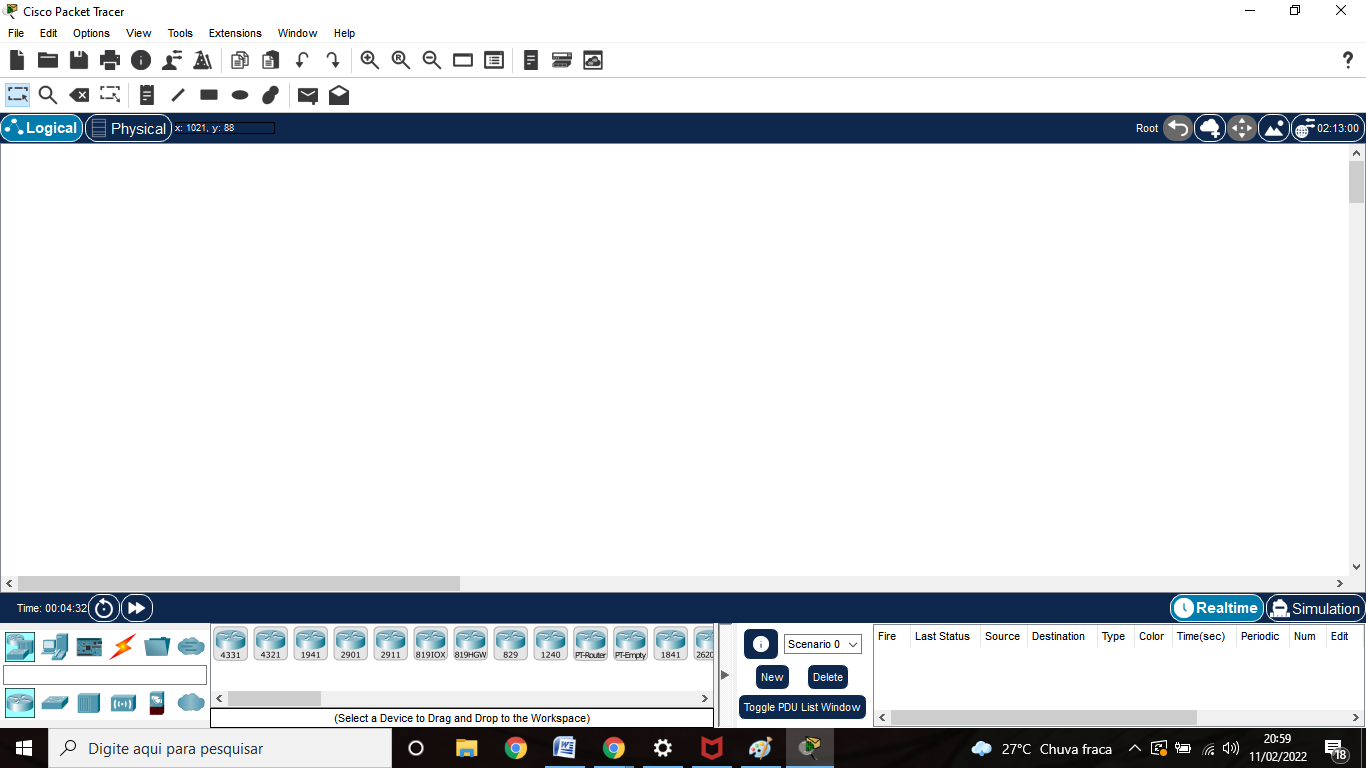 Cisco Packet Tracer
File Edit Options View Tools Extensions Window Help
?
Logical Physical x: 1021, y: 88 Root 02:13:00
Time: 00:04:32 Realtime Simulation
4331 4321 1941 2901 2911 819IOX 819HGW 829 1240 PT-Router PT-Empty 1841 2620
(Select a Device to Drag and Drop to the Workspace)
Scenario 0
New Delete
Toggle PDU List Window
Fire Last Status Source Destination Type Color Time(sec) Periodic Num Edit
Digite aqui para pesquisar 27°C Chuva fraca 20:59
11/02/2022 18